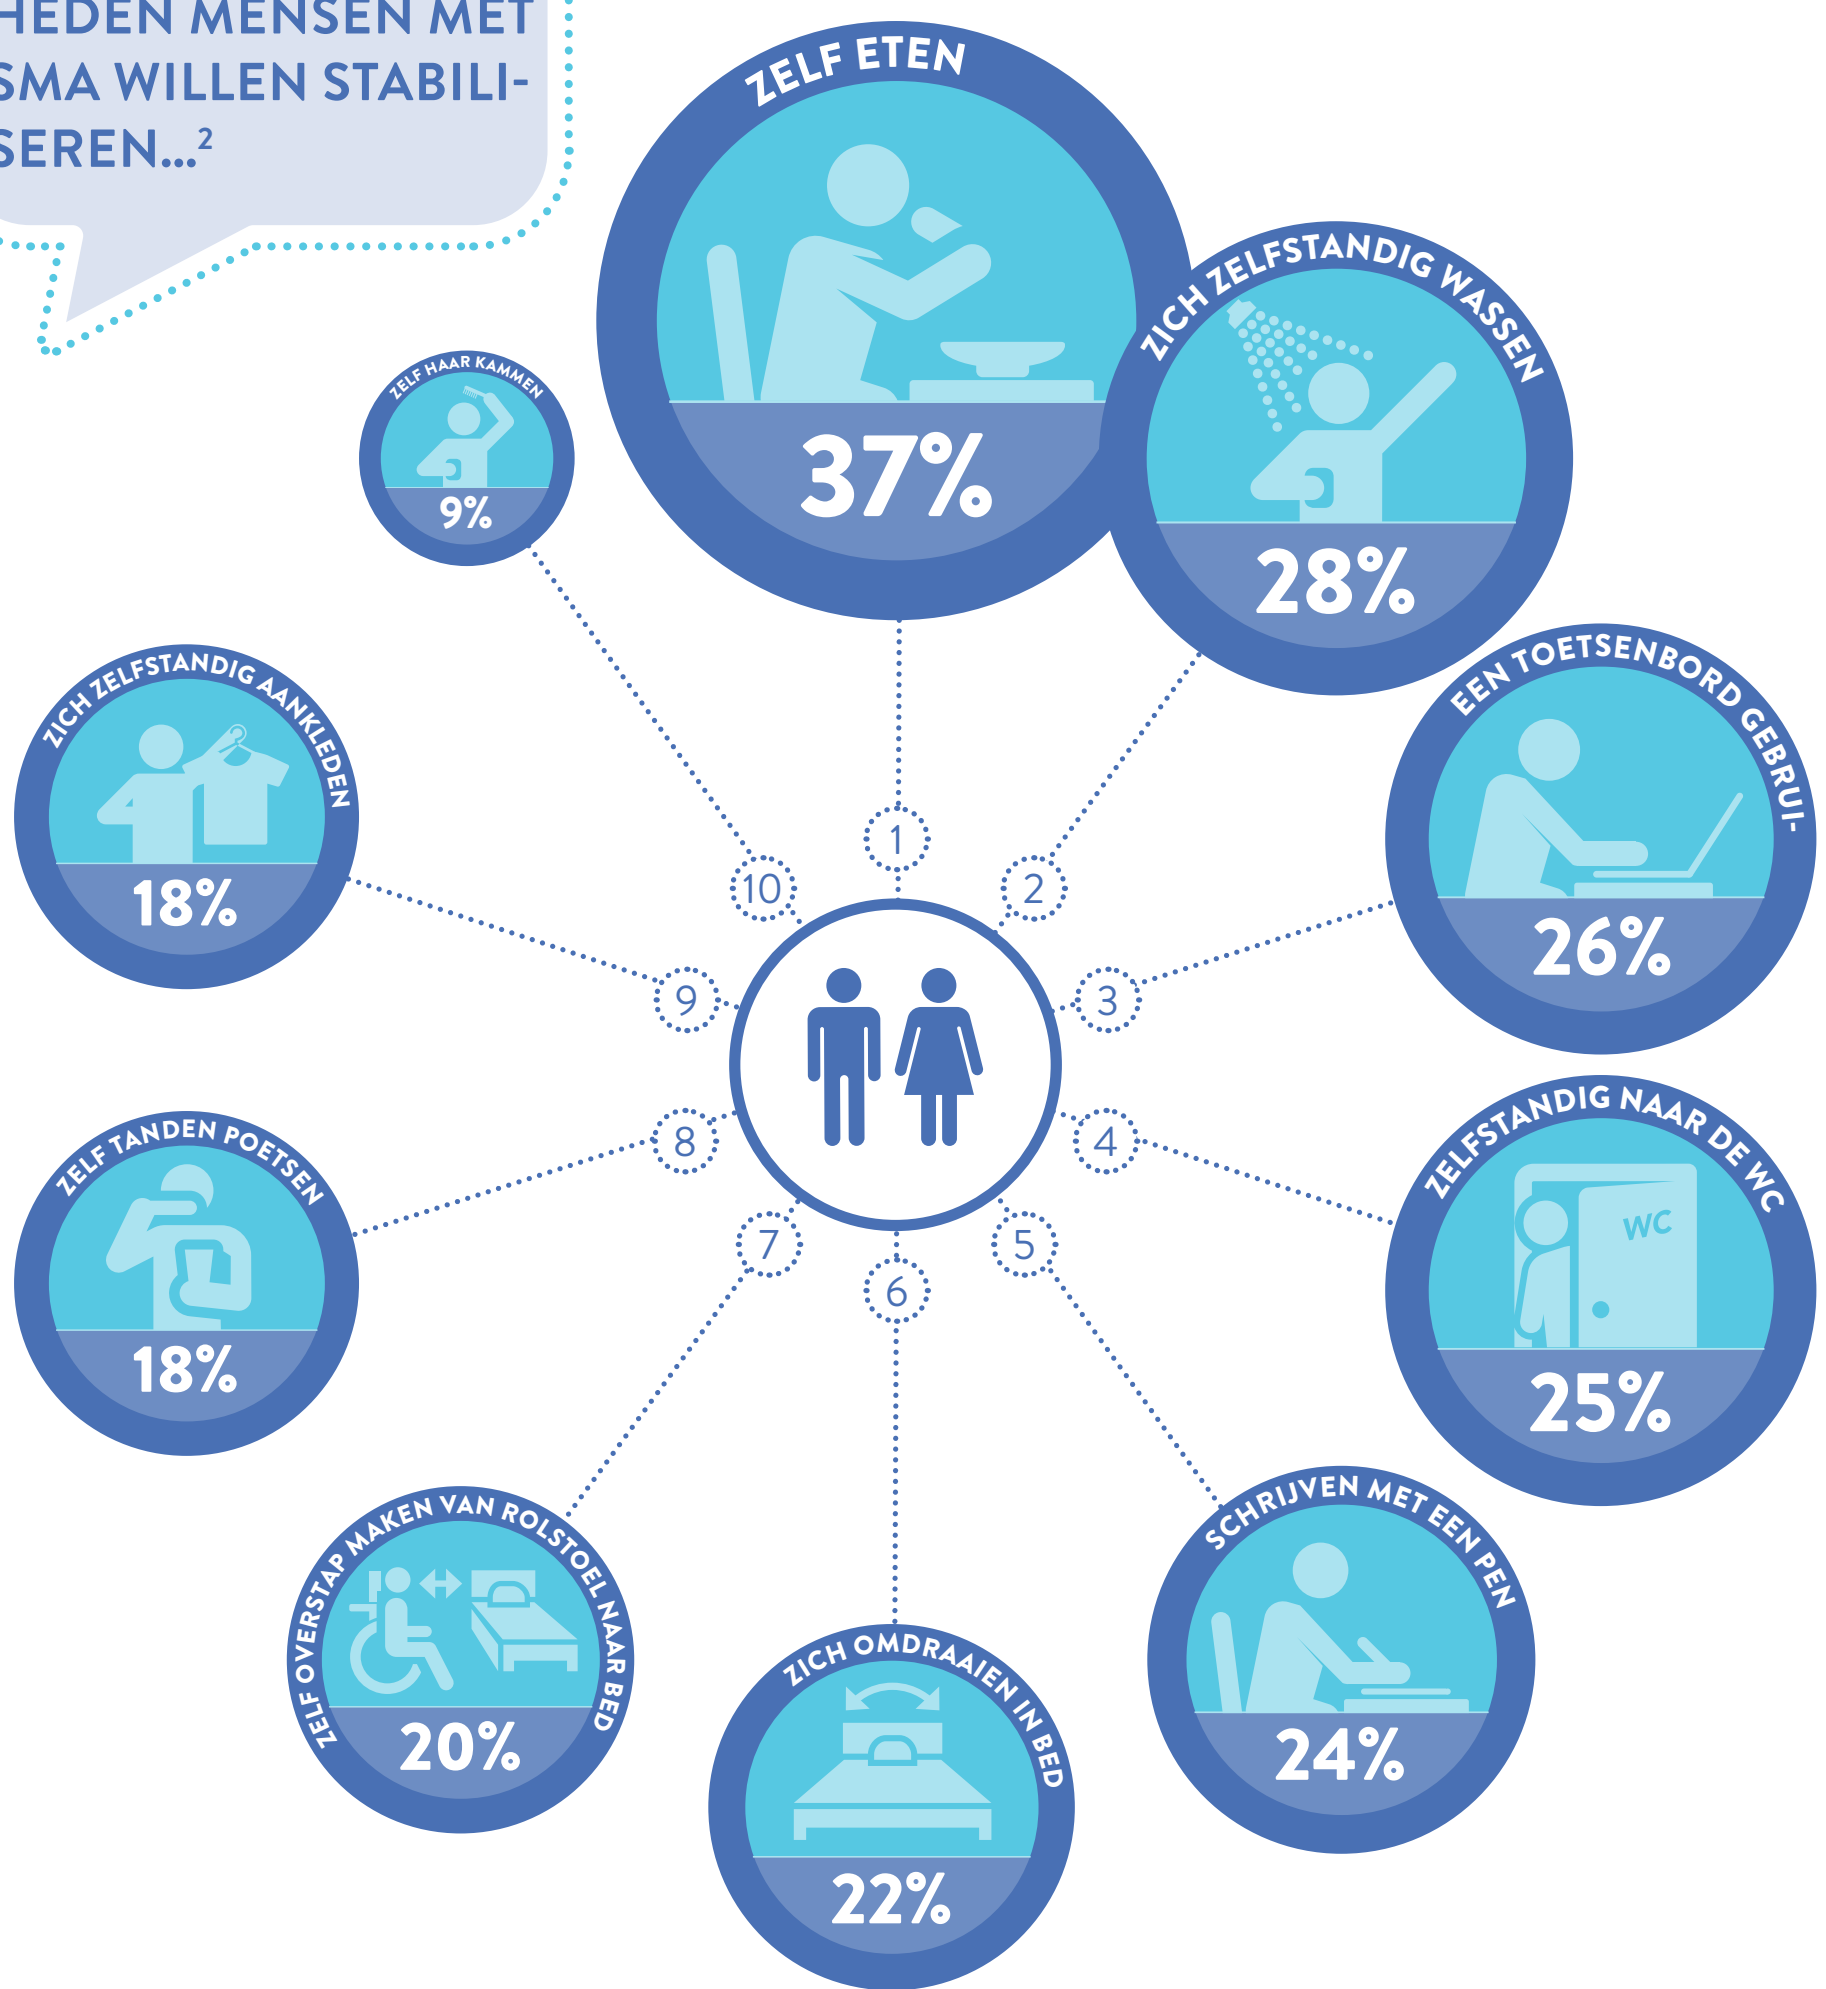 HEDEN MENSEN MET
SMA WILLEN STABILI-
SEREN...²
ZELF ETEN
37%
ZICH ZELFSTANDIG WASSEN
28%
EEN TOETSENBORD GEBRUI-
26%
ZELFSTANDIG NAAR DE WC
WC
25%
SCHRIJVEN MET EEN PEN
24%
ZICH OMDRAAIEN IN BED
22%
ZELF OVERSTAP MAKEN VAN ROLSTOEL NAAR BED
20%
ZELF TANDEN POETSEN
18%
ZICH ZELFSTANDIG AANKLEDEN
18%
ZELF HAAR KAMMEN
9%
1
2
3
4
5
6
7
8
9
10